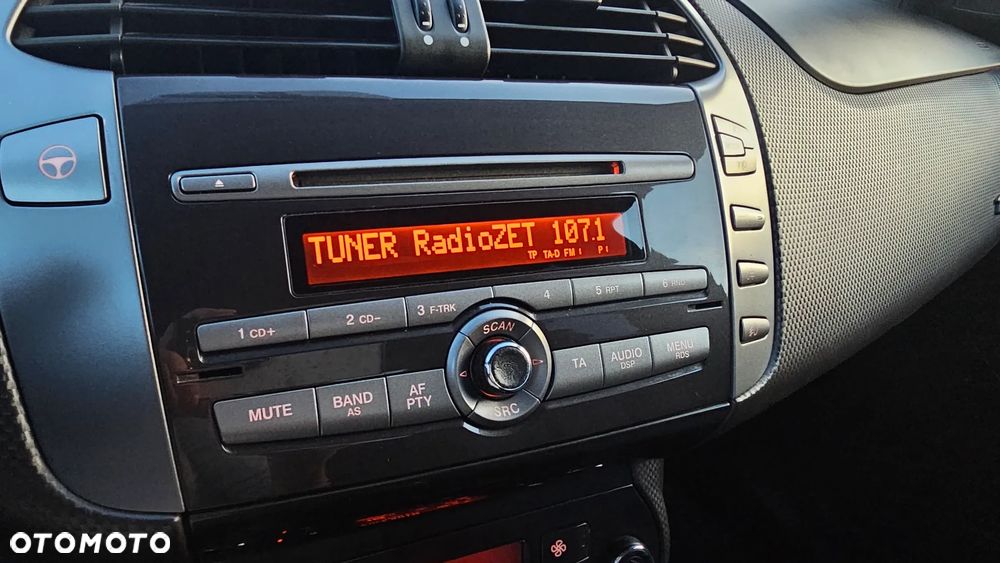 TUNER RadioZET 107.1
TP TA-D FM I P I
1 CD+ 2 CD- 3 F-TRK 4 5 RPT 6 RND
SCAN
MUTE BAND AS AF PTY TA AUDIO DSP MENU RDS
SRC
OTOMOTO